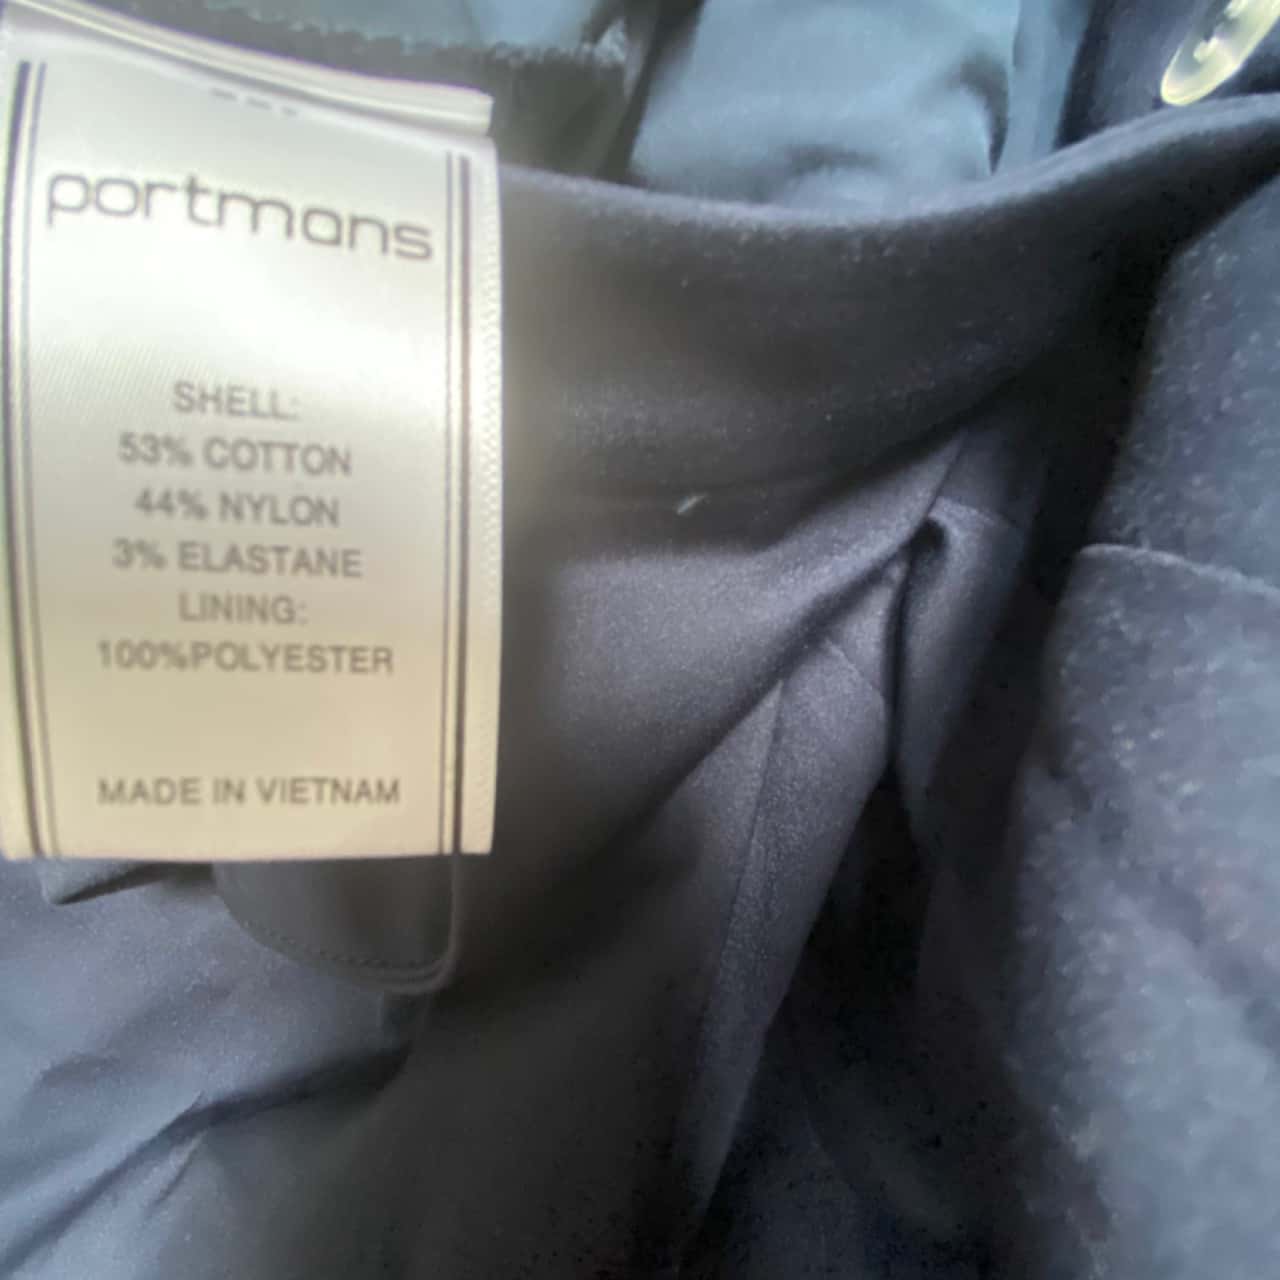 portmans
SHELL:
53% COTTON
44% NYLON
3% ELASTANE
LINING:
100%POLYESTER
MADE IN VIETNAM